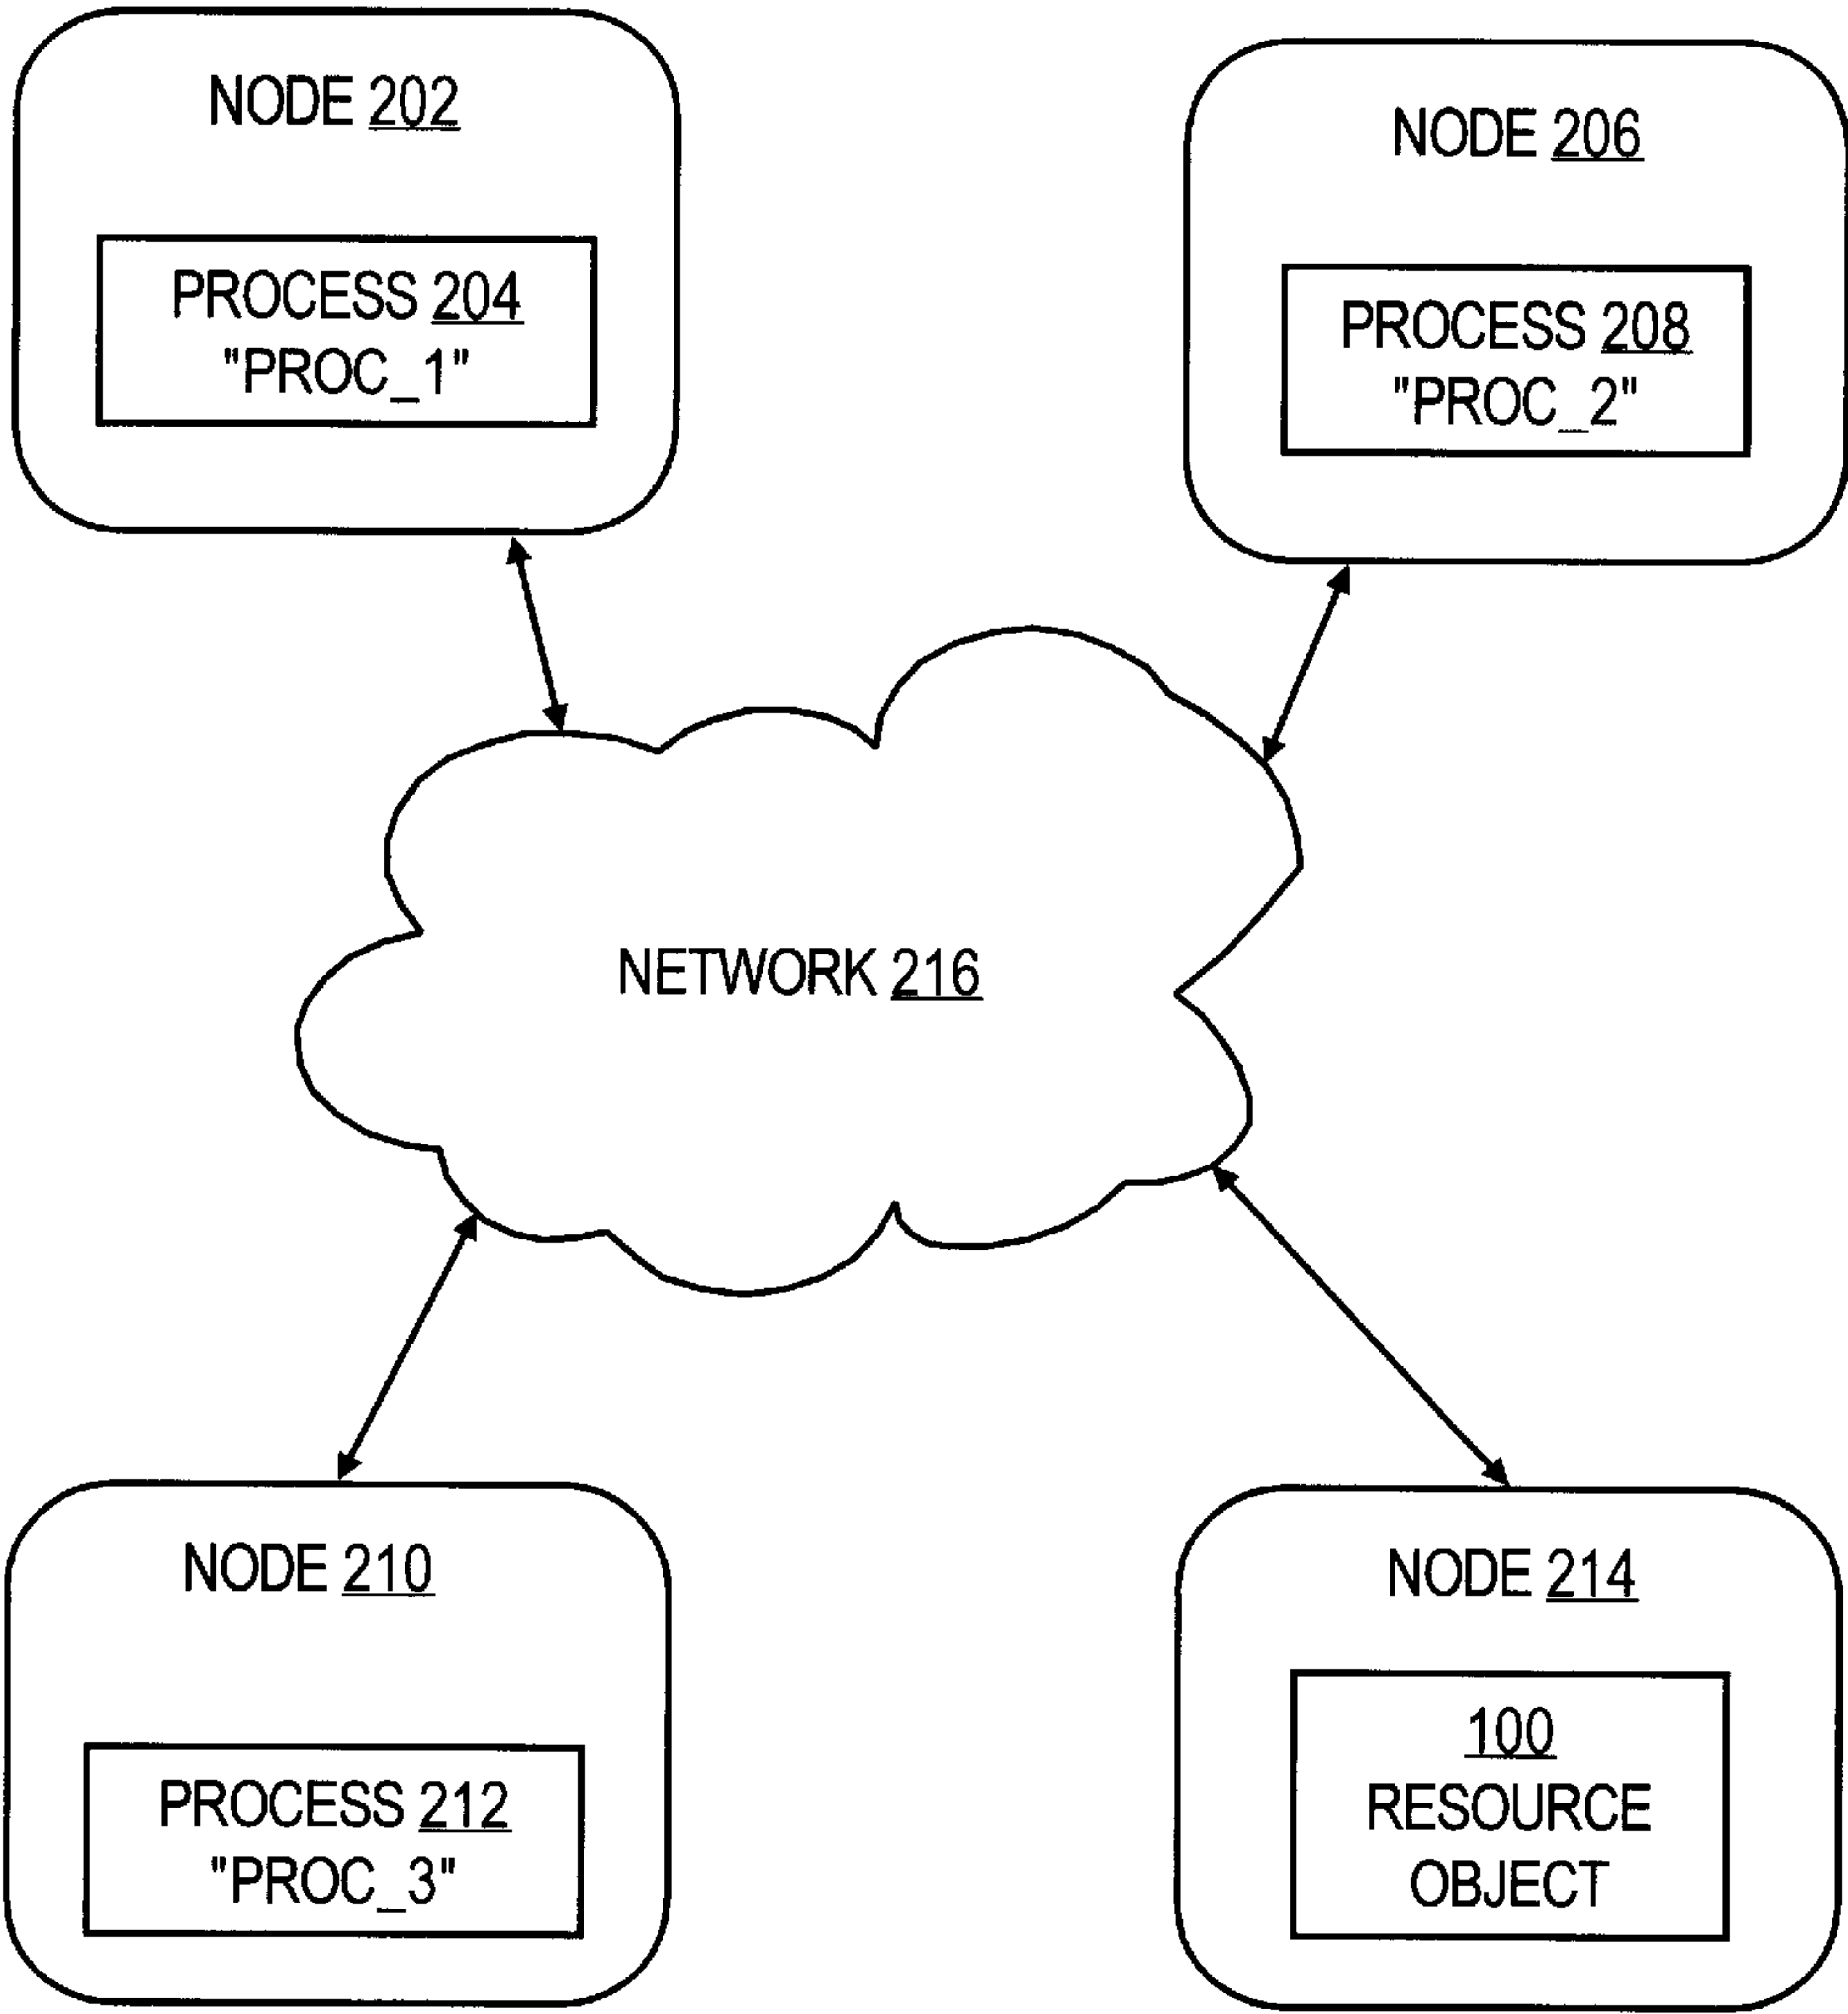 NODE 202
PROCESS 204
"PROC_1"
NODE 206
PROCESS 208
"PROC_2"
NETWORK 216
NODE 210
PROCESS 212
"PROC_3"
NODE 214
100
RESOURCE
OBJECT